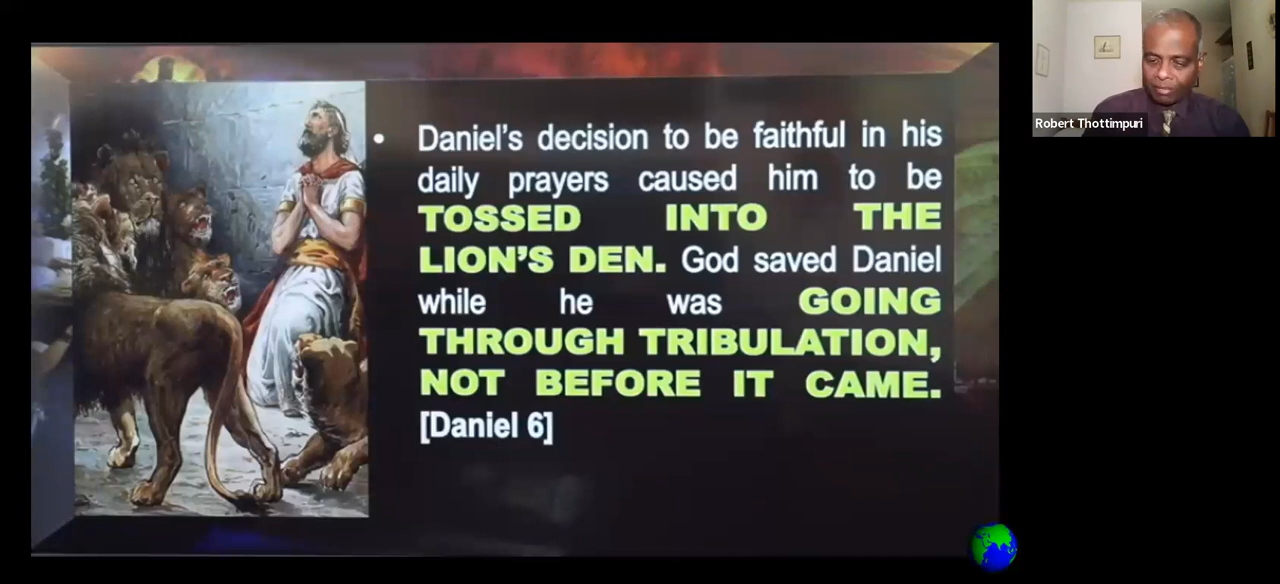 Daniel's decision to be faithful in his
daily prayers caused him to be
TOSSED INTO THE
LION'S DEN. God saved Daniel
while he was GOING
THROUGH TRIBULATION,
NOT BEFORE IT CAME.
[Daniel 6]
Robert Thottimpuri